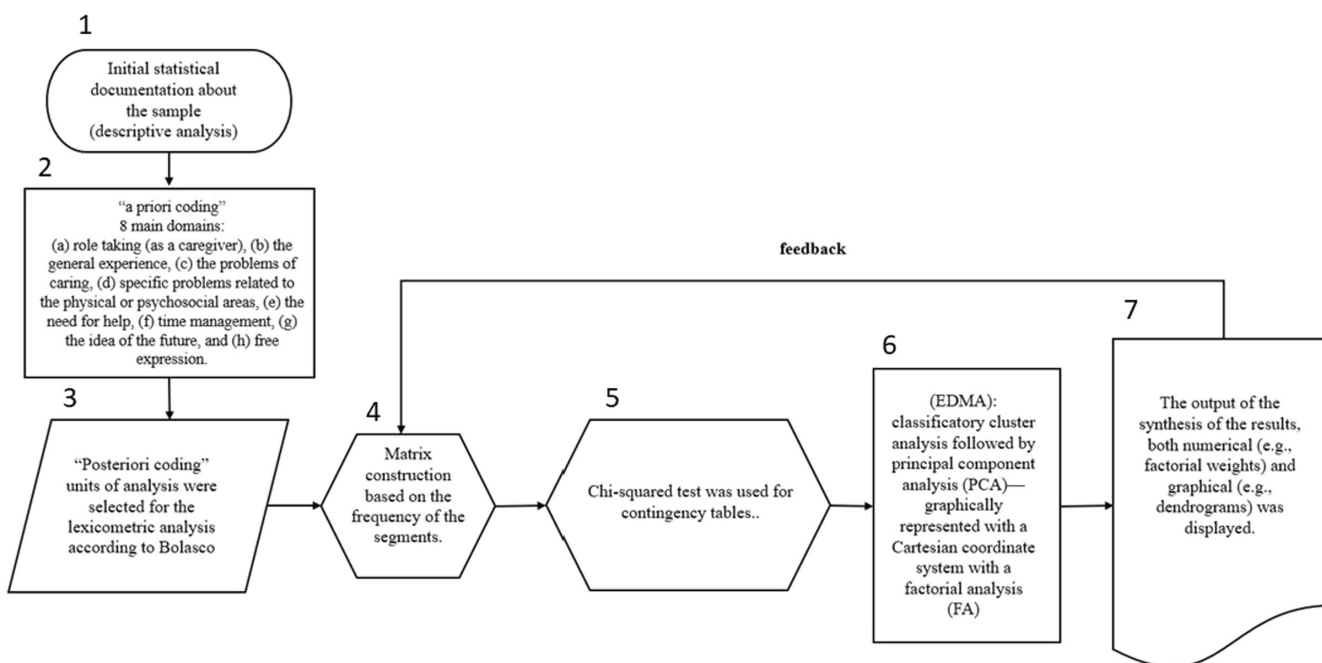 1
Initial statistical
documentation about
the sample
(descriptive analysis)
2
“a priori coding”
8 main domains:
(a) role taking (as a caregiver), (b) the
general experience, (c) the problems of
caring, (d) specific problems related to
the physical or psychosocial areas, (e) the
need for help, (f) time management, (g)
the idea of the future, and (h) free
expression.
3
“Posteriori coding”
units of analysis were
selected for the
lexicometric analysis
according to Bolasco
4
Matrix
construction
based on the
frequency of the
segments.
5
Chi-squared test was used for
contingency tables..
6
(EDMA):
classificatory cluster
analysis followed by
principal component
analysis (PCA)—
graphically
represented with a
Cartesian coordinate
system with a
factorial analysis
(FA)
7
The output of the
synthesis of the results,
both numerical (e.g.,
factorial weights) and
graphical (e.g.,
dendrograms) was
displayed.
feedback